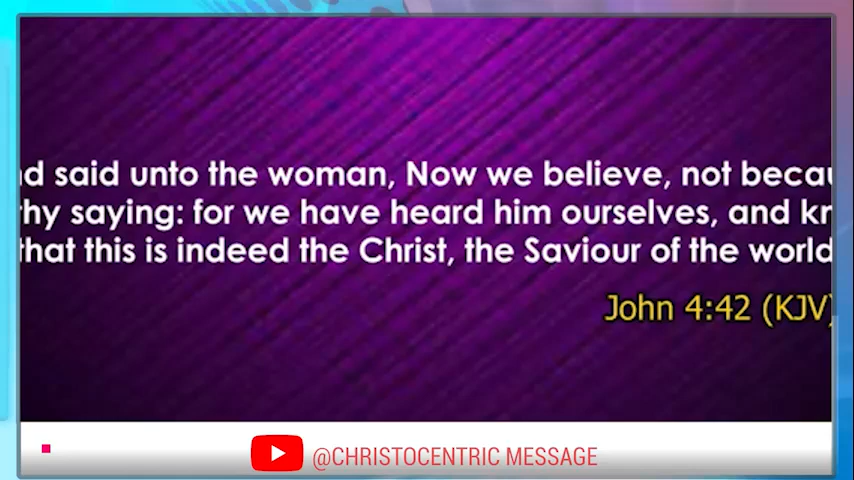 nd said unto the woman, Now we believe, not becau
hy saying: for we have heard him ourselves, and kn
that this is indeed the Christ, the Saviour of the world
John 4:42 (KJV)
@CHRISTOCENTRIC MESSAGE